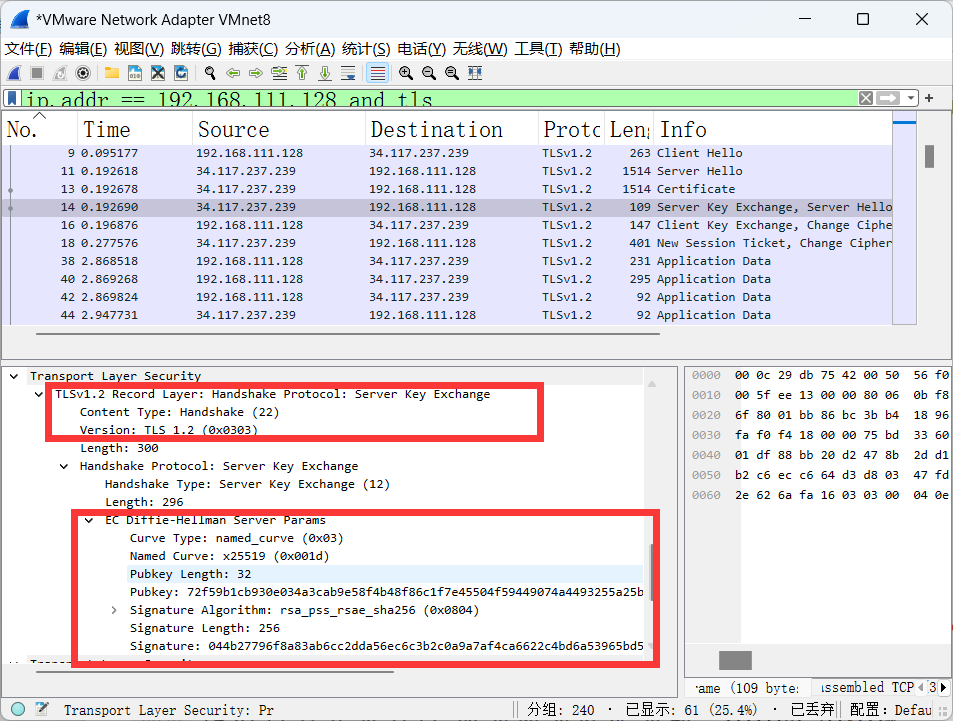 *VMware Network Adapter VMnet8
文件(F) 编辑(E) 视图(V) 跳转(G) 捕获(C) 分析(A) 统计(S) 电话(Y) 无线(W) 工具(T) 帮助(H)
ip.addr == 192.168.111.128 and tls
No. Time Source Destination Protc Leng Info
9 0.095177 192.168.111.128 34.117.237.239 TLSv1.2 263 Client Hello
11 0.192618 34.117.237.239 192.168.111.128 TLSv1.2 1514 Server Hello
13 0.192618 34.117.237.239 192.168.111.128 TLSv1.2 1514 Certificate
14 0.192690 34.117.237.239 192.168.111.128 TLSv1.2 109 Server Key Exchange, Server Hello
16 0.196876 192.168.111.128 34.117.237.239 TLSv1.2 147 Client Key Exchange, Change Ciphe
18 0.277576 34.117.237.239 192.168.111.128 TLSv1.2 401 New Session Ticket, Change Cipher
38 2.868518 192.168.111.128 34.117.237.239 TLSv1.2 231 Application Data
40 2.869268 192.168.111.128 34.117.237.239 TLSv1.2 295 Application Data
42 2.869824 192.168.111.128 34.117.237.239 TLSv1.2 92 Application Data
44 2.947731 34.117.237.239 192.168.111.128 TLSv1.2 92 Application Data
Transport Layer Security
TLSv1.2 Record Layer: Handshake Protocol: Server Key Exchange
Content Type: Handshake (22)
Version: TLS 1.2 (0x0303)
Length: 300
Handshake Protocol: Server Key Exchange
Handshake Type: Server Key Exchange (12)
Length: 296
EC Diffie-Hellman Server Params
Curve Type: named_curve (0x03)
Named Curve: x25519 (0x001d)
Pubkey Length: 32
Pubkey: 72f59b1cb930e034a3cab9e58f4b48f86c1f7e45504f59449074a4493255a25b
Signature Algorithm: rsa_pss_rsae_sha256 (0x0804)
Signature Length: 256
Signature: 044b27796f8a83ab6cc2dda56ec6c3b2c0a9a7af4ca6622c4bd6a53965bd5
0000 00 0c 29 db 75 42 00 50 56 f0
0010 00 5f ee 13 00 00 80 06 0b f8
0020 6f 80 01 bb 86 bc 3b b4 18 96
0030 fa f0 f4 18 00 00 75 bd 33 60
0040 01 df 88 bb 20 d2 47 8b 2d d1
0050 b2 c6 ec c6 64 d3 d8 03 47 fd
0060 2e 62 6a fa 16 03 03 00 04 0e
ame (109 byte:
assembled TCP (3
Transport Layer Security: Pr
分组: 240 · 已显示: 61 (25.4%) · 已丢弃
配置: Defau